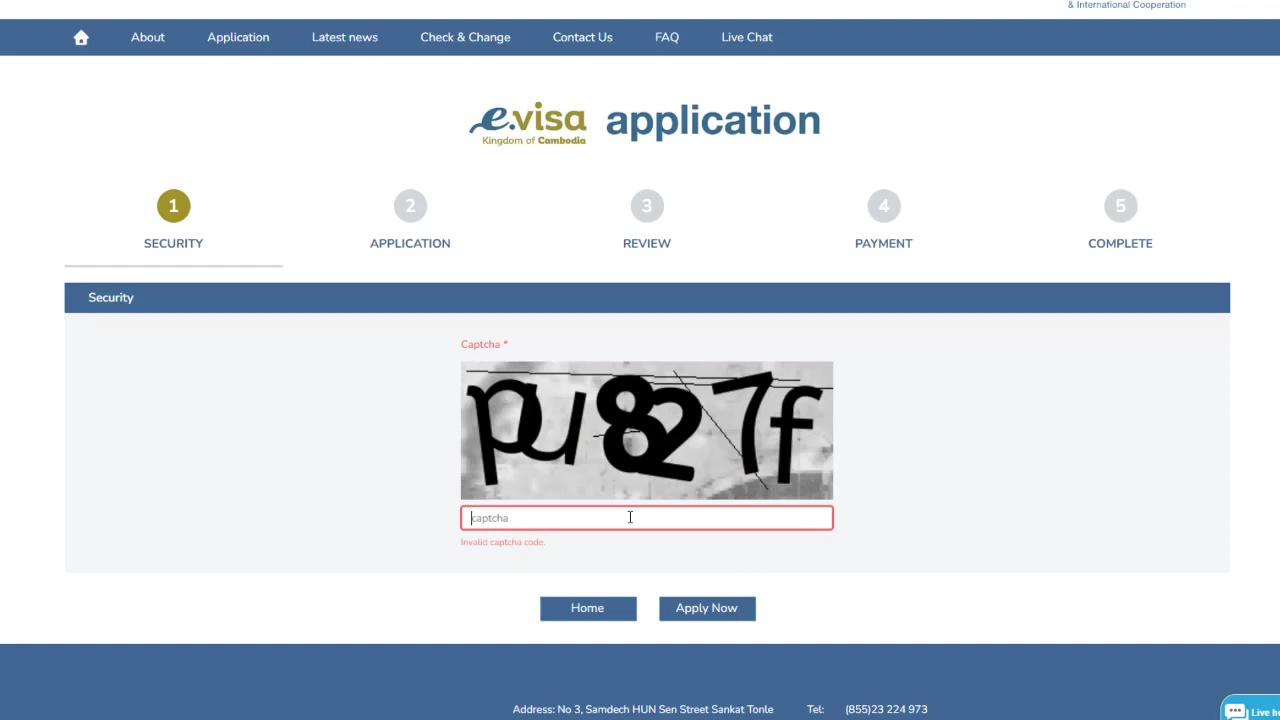 & International Cooperation
About Application Latest news Check & Change Contact Us FAQ Live Chat
e.visa application
Kingdom of Cambodia
1 2 3 4 5
SECURITY APPLICATION REVIEW PAYMENT COMPLETE
Security
Captcha *
pu827f
captcha
Invalid captcha code.
Home Apply Now
Address: No 3, Samdech HUN Sen Street Sankat Tonle Tel: (855)23 224 973
Live